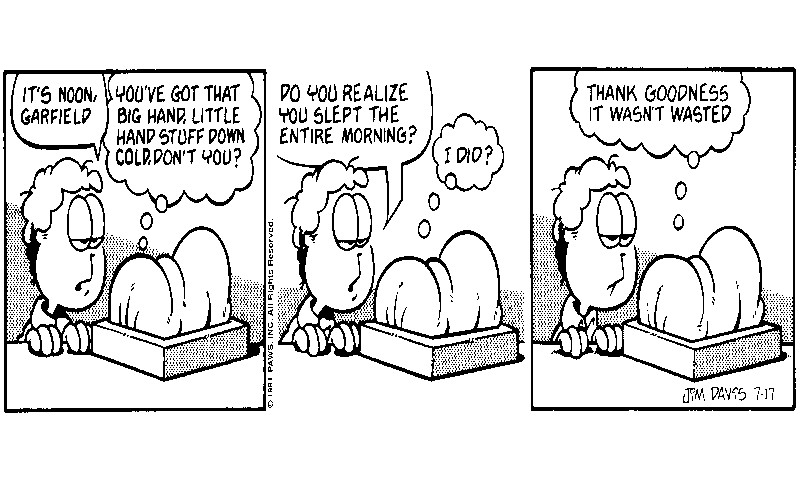 IT'S NOON,
GARFIELD
YOU'VE GOT THAT
BIG HAND, LITTLE
HAND STUFF DOWN
COLD, DON'T YOU?
© 1991 PAWS, INC. All Rights Reserved.
DO YOU REALIZE
YOU SLEPT THE
ENTIRE MORNING?
I DID?
THANK GOODNESS
IT WASN'T WASTED
JIM DAVIS 7-17